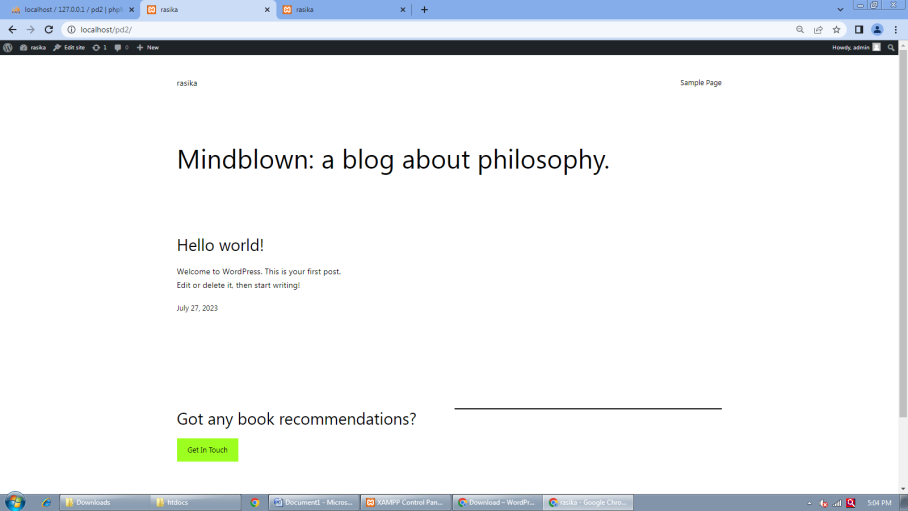 localhost / 127.0.0.1 / pd2 | php
rasika
rasika
localhost/pd2/
rasika
Edit site
1
0
New
Howdy, admin
rasika
Sample Page
Mindblown: a blog about philosophy.
Hello world!
Welcome to WordPress. This is your first post.
Edit or delete it, then start writing!
July 27, 2023
Got any book recommendations?
Get In Touch
Downloads
htdocs
Document1 - Micros...
XAMPP Control Pan...
Download – WordPr...
rasika - Google Chro...
5:04 PM